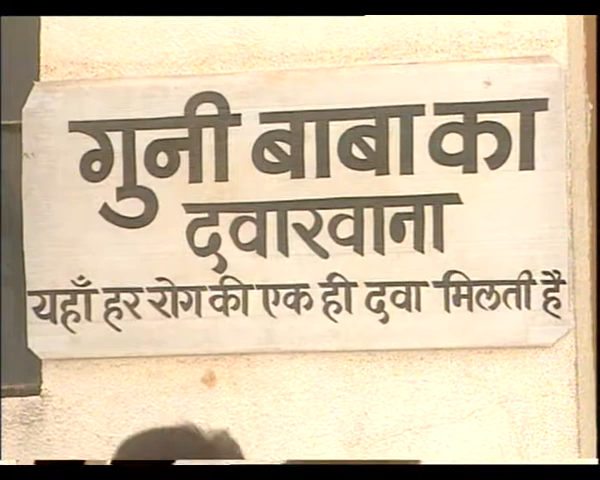 गुनी बाबा का
दवाखाना
यहाँ हर रोग की एक ही दवा मिलती है